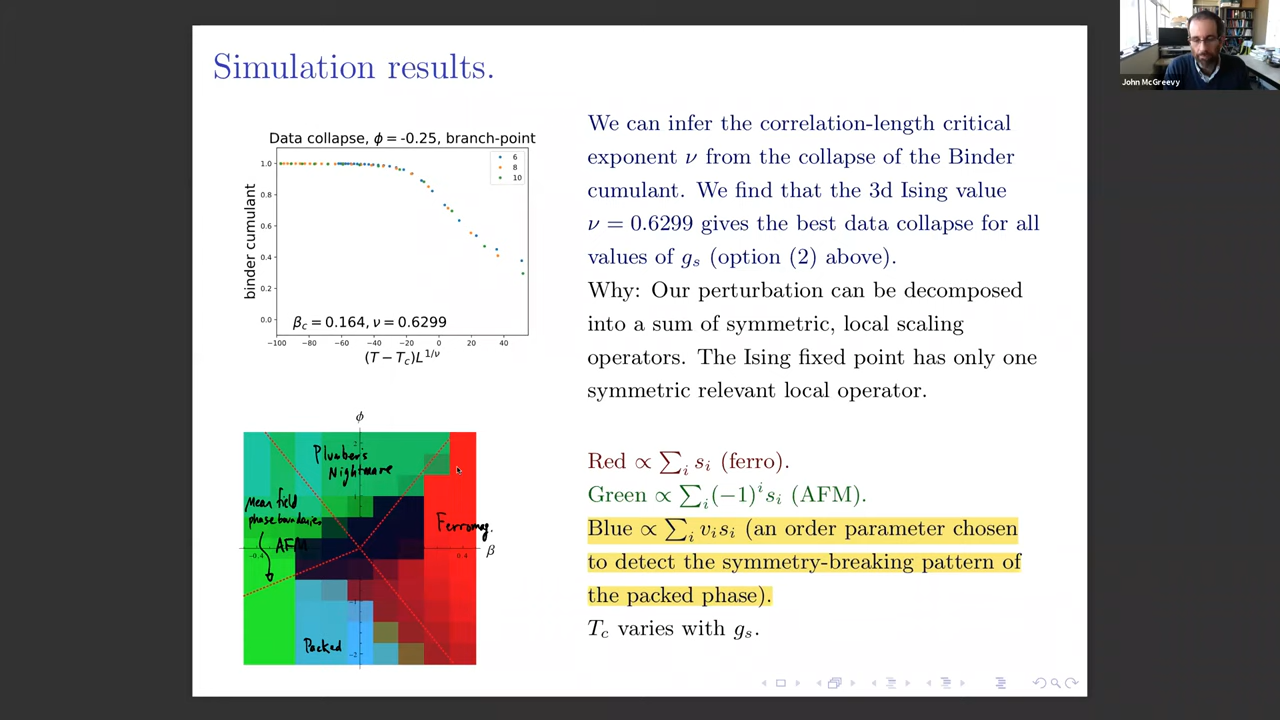 John McGreevy
Simulation results.
Data collapse, ϕ = -0.25, branch-point
6
8
10
1.0
0.8
0.6
0.4
0.2
0.0
binder cumulant
β_c = 0.164, ν = 0.6299
−100 −80 −60 −40 −20 0 20 40
(T − T_c)L^{1/ν}
We can infer the correlation-length critical
exponent ν from the collapse of the Binder
cumulant. We find that the 3d Ising value
ν = 0.6299 gives the best data collapse for all
values of g_s (option (2) above).
Why: Our perturbation can be decomposed
into a sum of symmetric, local scaling
operators. The Ising fixed point has only one
symmetric relevant local operator.
ϕ
2
Plumber's
Nightmare
Mean field
phase boundaries
AFM
Ferromag.
-0.4
0.4
β
-1
Packed
-2
Red ∝ ∑_i s_i (ferro).
Green ∝ ∑_i(−1)^i s_i (AFM).
Blue ∝ ∑_i v_i s_i (an order parameter chosen
to detect the symmetry-breaking pattern of
the packed phase).
T_c varies with g_s.